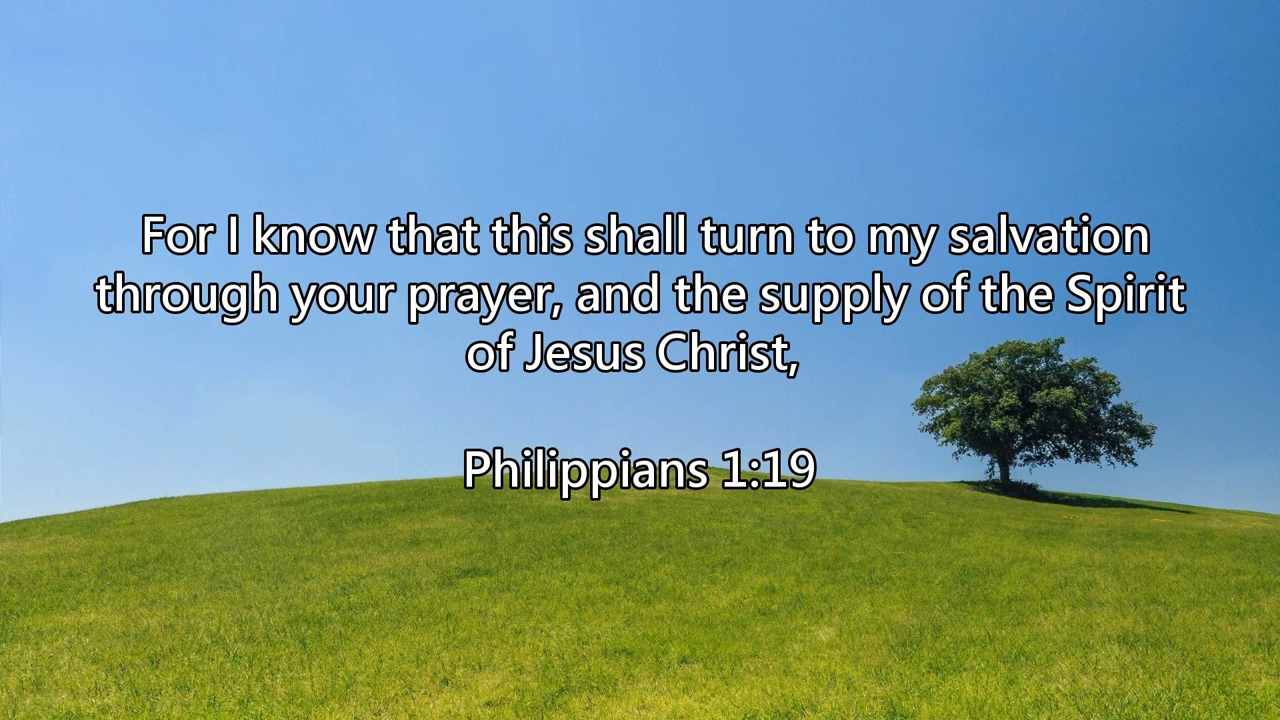 For I know that this shall turn to my salvation
through your prayer, and the supply of the Spirit
of Jesus Christ,
Philippians 1:19